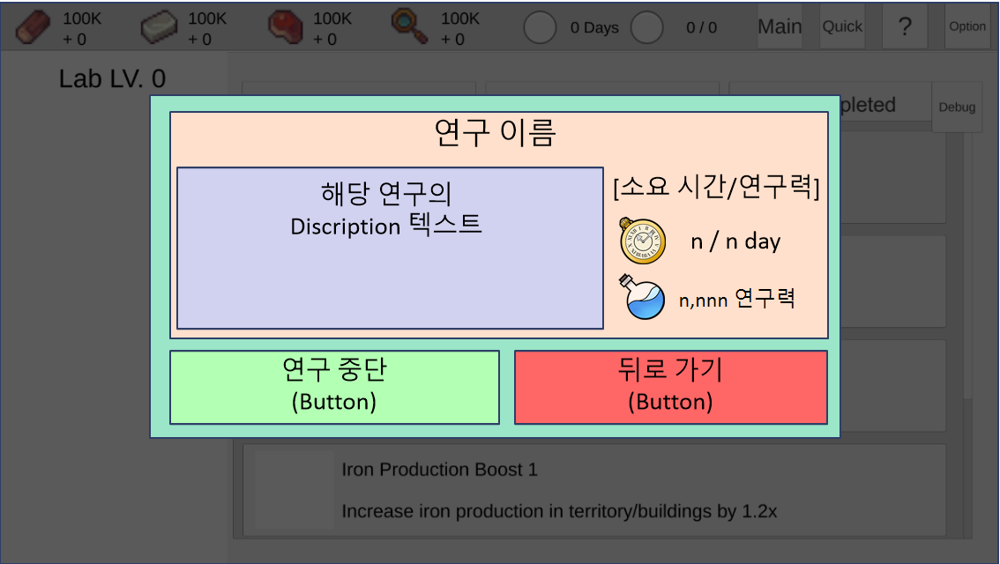 100K
+ 0
100K
+ 0
100K
+ 0
100K
+ 0
0 Days
0 / 0
Main
Quick
?
Option
Lab LV. 0
pleted
Debug
연구 이름
해당 연구의
Discription 텍스트
[소요 시간/연구력]
n / n day
n,nnn 연구력
연구 중단
(Button)
뒤로 가기
(Button)
Iron Production Boost 1
Increase iron production in territory/buildings by 1.2x